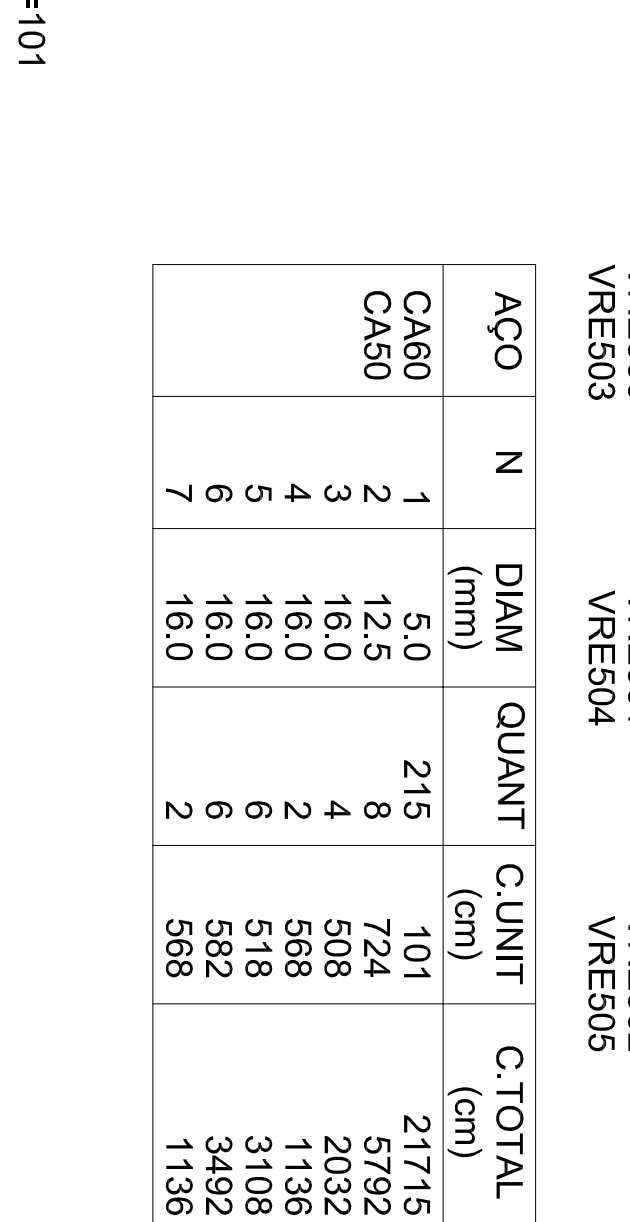 VRE503 VRE504 VRE505
AÇO N DIAM QUANT C.UNIT C.TOTAL
(mm) (cm) (cm)
CA60 1 5.0 215 101 21715
CA50 2 12.5 8 724 5792
3 16.0 4 508 2032
4 16.0 2 568 1136
5 16.0 6 518 3108
6 16.0 6 582 3492
7 16.0 2 568 1136
=101